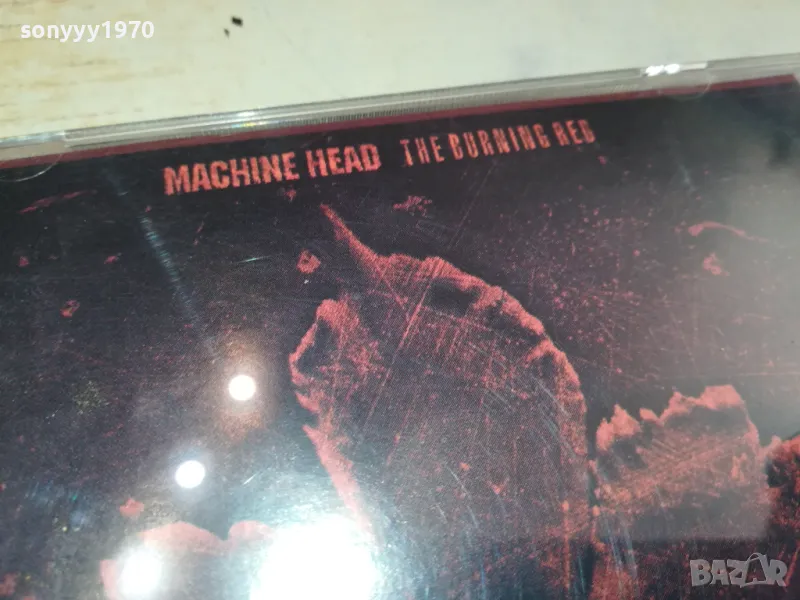 sonyyy1970
MACHINE HEAD THE BURNING RED
BAZAR